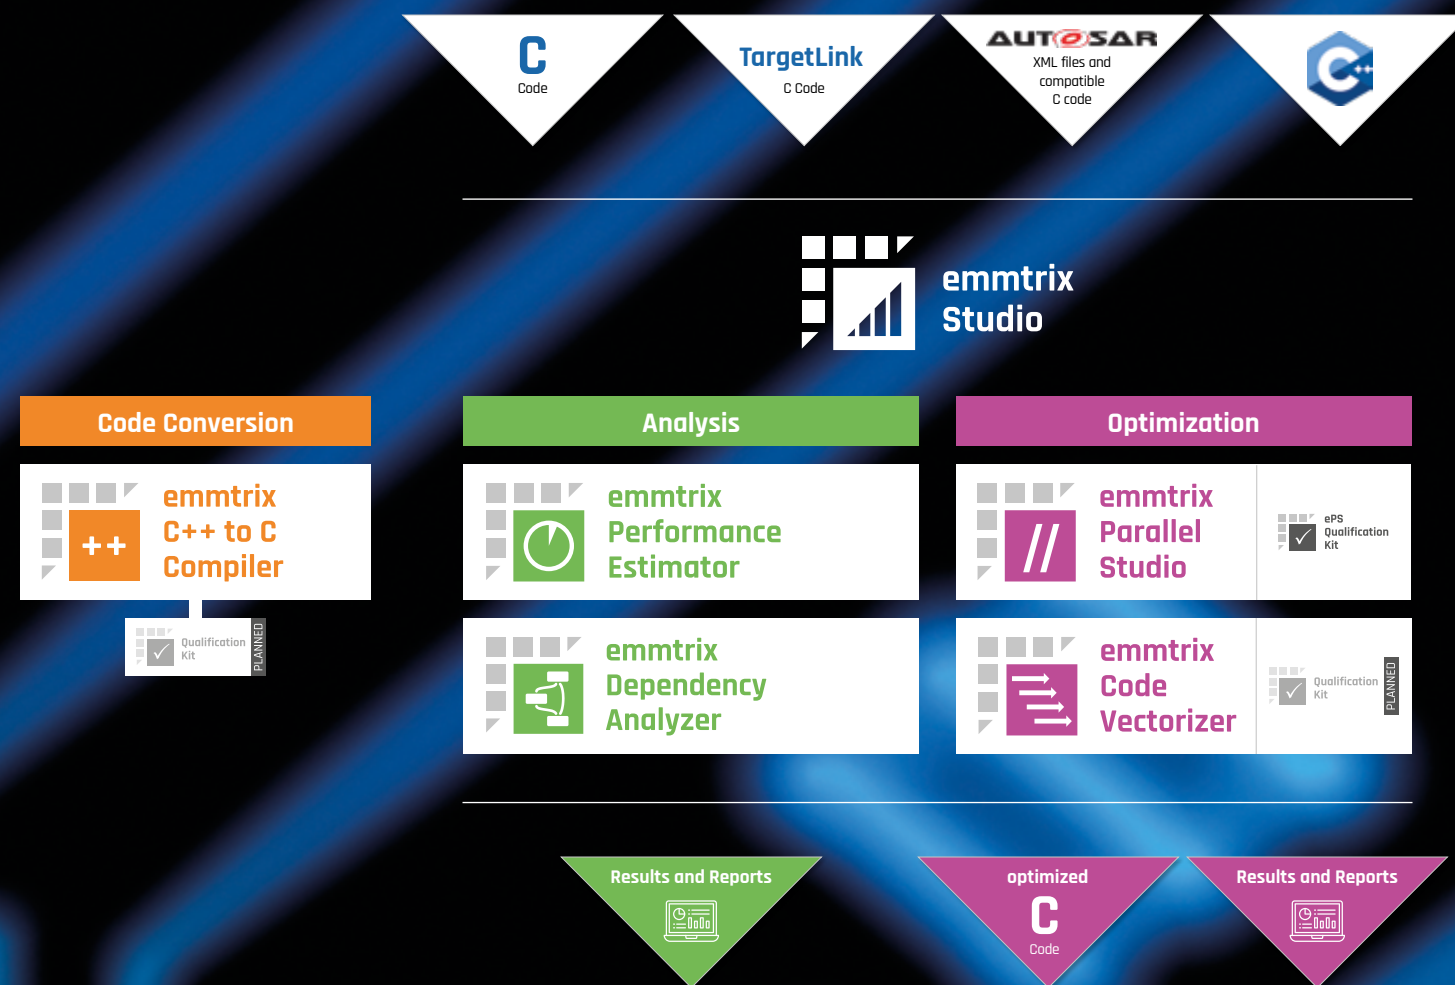 C
Code
TargetLink
C Code
AUTOSAR
XML files and
compatible
C code
C++
emmtrix
Studio
Code Conversion
emmtrix
C++ to C
Compiler
++
Qualification
Kit
PLANNED
Analysis
emmtrix
Performance
Estimator
emmtrix
Dependency
Analyzer
Optimization
emmtrix
Parallel
Studio
//
ePS
Qualification
Kit
emmtrix
Code
Vectorizer
Qualification
Kit
PLANNED
Results and Reports
optimized
C
Code
Results and Reports